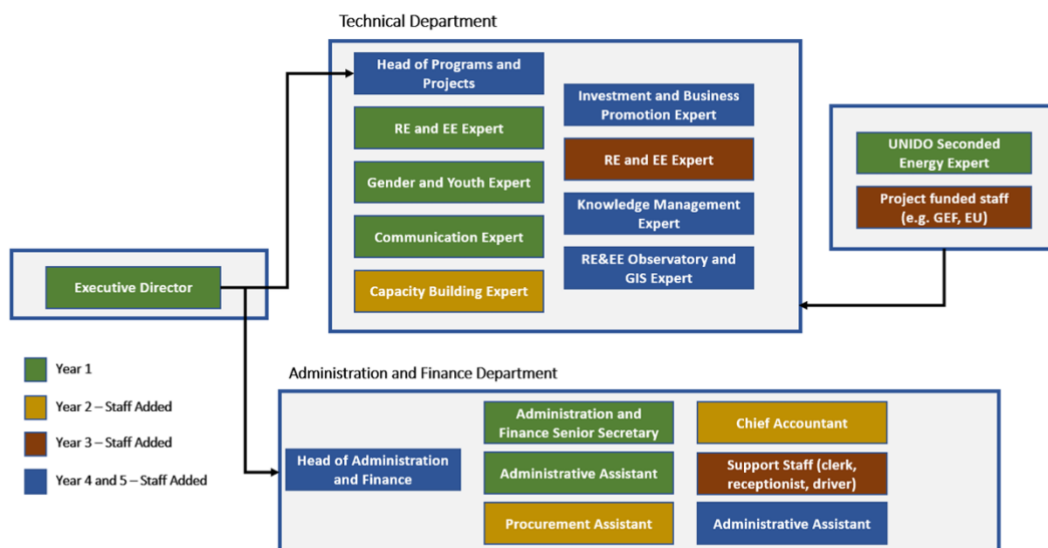 Technical Department
Head of Programs and
Projects
RE and EE Expert
Gender and Youth Expert
Communication Expert
Capacity Building Expert
Investment and Business
Promotion Expert
RE and EE Expert
Knowledge Management
Expert
RE&EE Observatory and
GIS Expert
UNIDO Seconded
Energy Expert
Project funded staff
(e.g. GEF, EU)
Executive Director
Year 1
Year 2 – Staff Added
Year 3 – Staff Added
Year 4 and 5 – Staff Added
Administration and Finance Department
Head of Administration
and Finance
Administration and
Finance Senior Secretary
Administrative Assistant
Procurement Assistant
Chief Accountant
Support Staff (clerk,
receptionist, driver)
Administrative Assistant